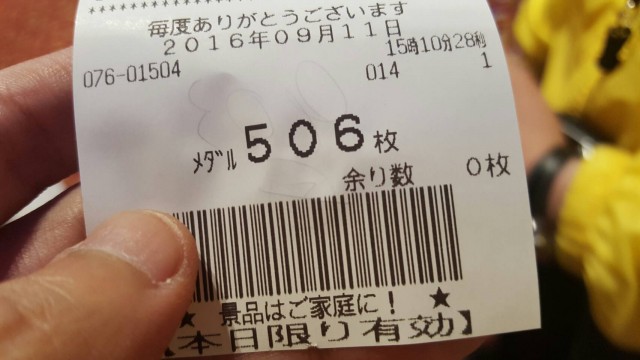 毎度ありがとうございます
2016年09月11日
15時10分28秒
076-01504 014 1
ﾒﾀﾞﾙ 506枚
余り数 0枚
★ 景品はご家庭に! ★
【本日限り有効】